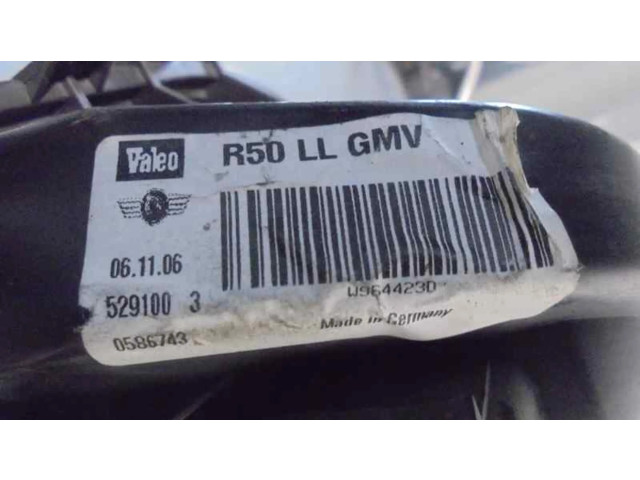 Valeo
R50 LL GMV
06.11.06
529100 3
0586743
W964423D
Made in Germany